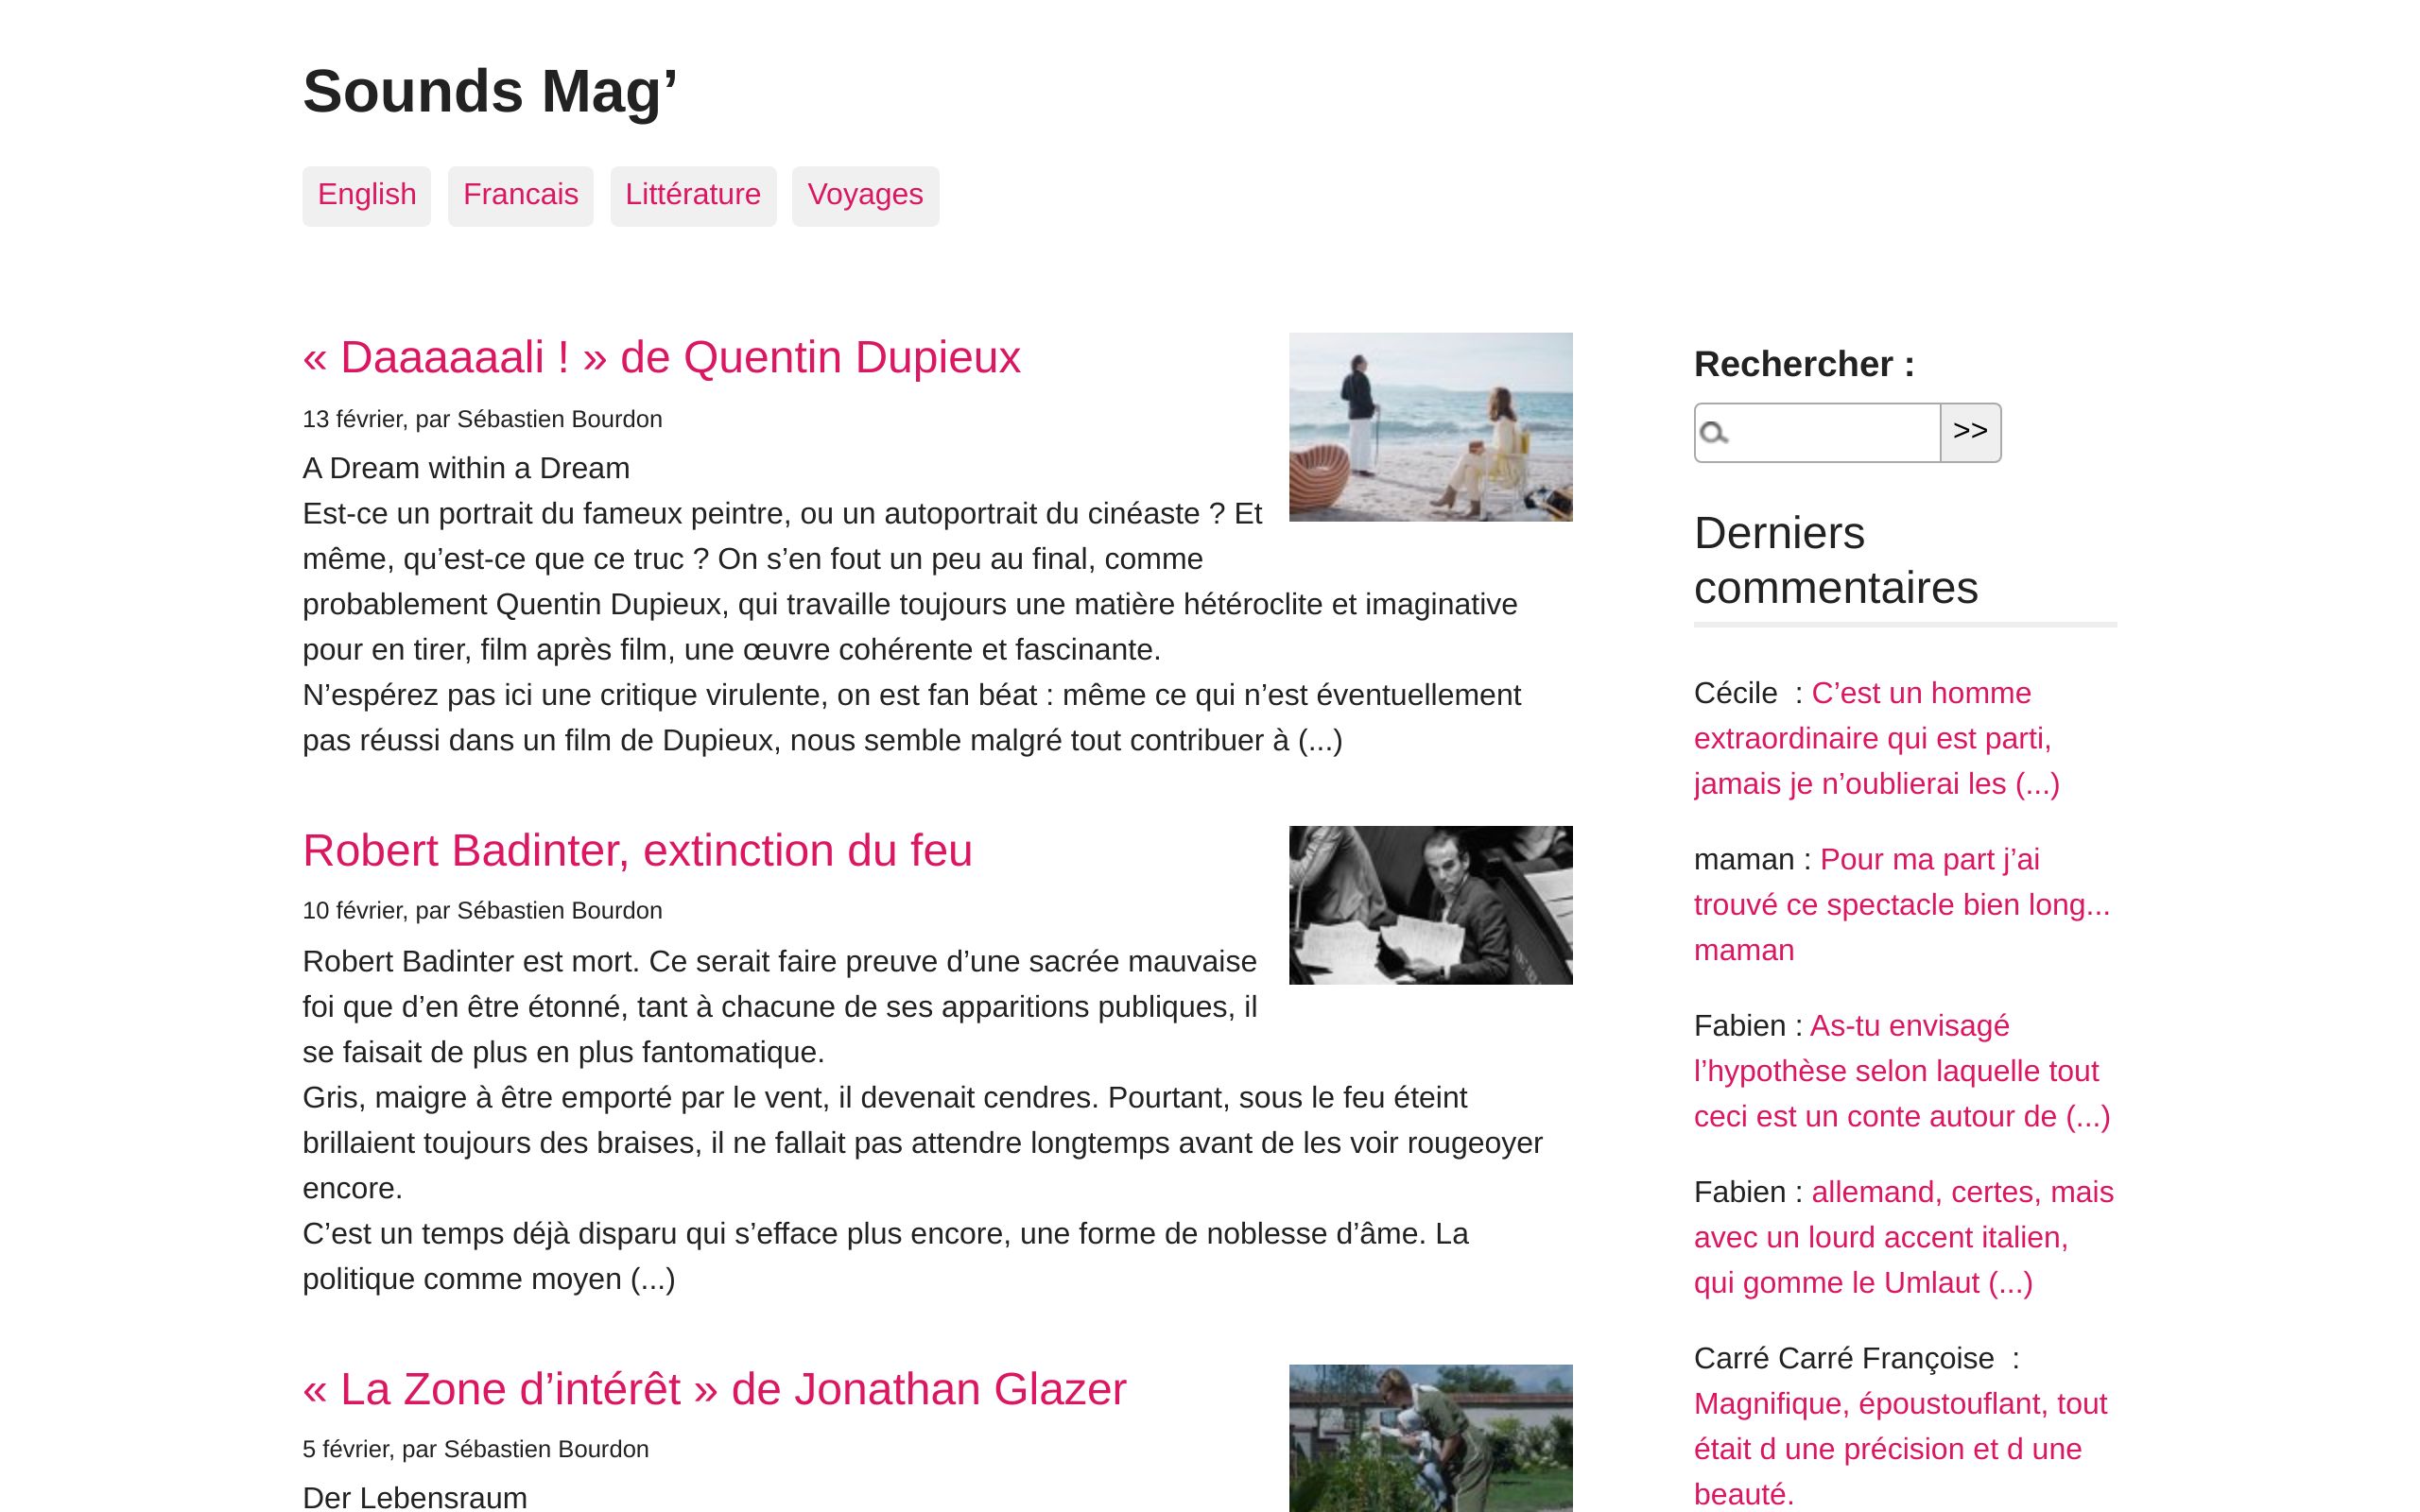 Sounds Mag’
English
Francais
Littérature
Voyages
« Daaaaaali ! » de Quentin Dupieux
13 février, par Sébastien Bourdon
A Dream within a Dream
Est-ce un portrait du fameux peintre, ou un autoportrait du cinéaste ? Et
même, qu’est-ce que ce truc ? On s’en fout un peu au final, comme
probablement Quentin Dupieux, qui travaille toujours une matière hétéroclite et imaginative
pour en tirer, film après film, une œuvre cohérente et fascinante.
N’espérez pas ici une critique virulente, on est fan béat : même ce qui n’est éventuellement
pas réussi dans un film de Dupieux, nous semble malgré tout contribuer à (...)
Robert Badinter, extinction du feu
10 février, par Sébastien Bourdon
Robert Badinter est mort. Ce serait faire preuve d’une sacrée mauvaise
foi que d’en être étonné, tant à chacune de ses apparitions publiques, il
se faisait de plus en plus fantomatique.
Gris, maigre à être emporté par le vent, il devenait cendres. Pourtant, sous le feu éteint
brillaient toujours des braises, il ne fallait pas attendre longtemps avant de les voir rougeoyer
encore.
C’est un temps déjà disparu qui s’efface plus encore, une forme de noblesse d’âme. La
politique comme moyen (...)
« La Zone d’intérêt » de Jonathan Glazer
5 février, par Sébastien Bourdon
Der Lebensraum
Rechercher :
>>
Derniers
commentaires
Cécile  : C’est un homme
extraordinaire qui est parti,
jamais je n’oublierai les (...)
maman : Pour ma part j’ai
trouvé ce spectacle bien long...
maman
Fabien : As-tu envisagé
l’hypothèse selon laquelle tout
ceci est un conte autour de (...)
Fabien : allemand, certes, mais
avec un lourd accent italien,
qui gomme le Umlaut (...)
Carré Carré Françoise  :
Magnifique, époustouflant, tout
était d une précision et d une
beauté.